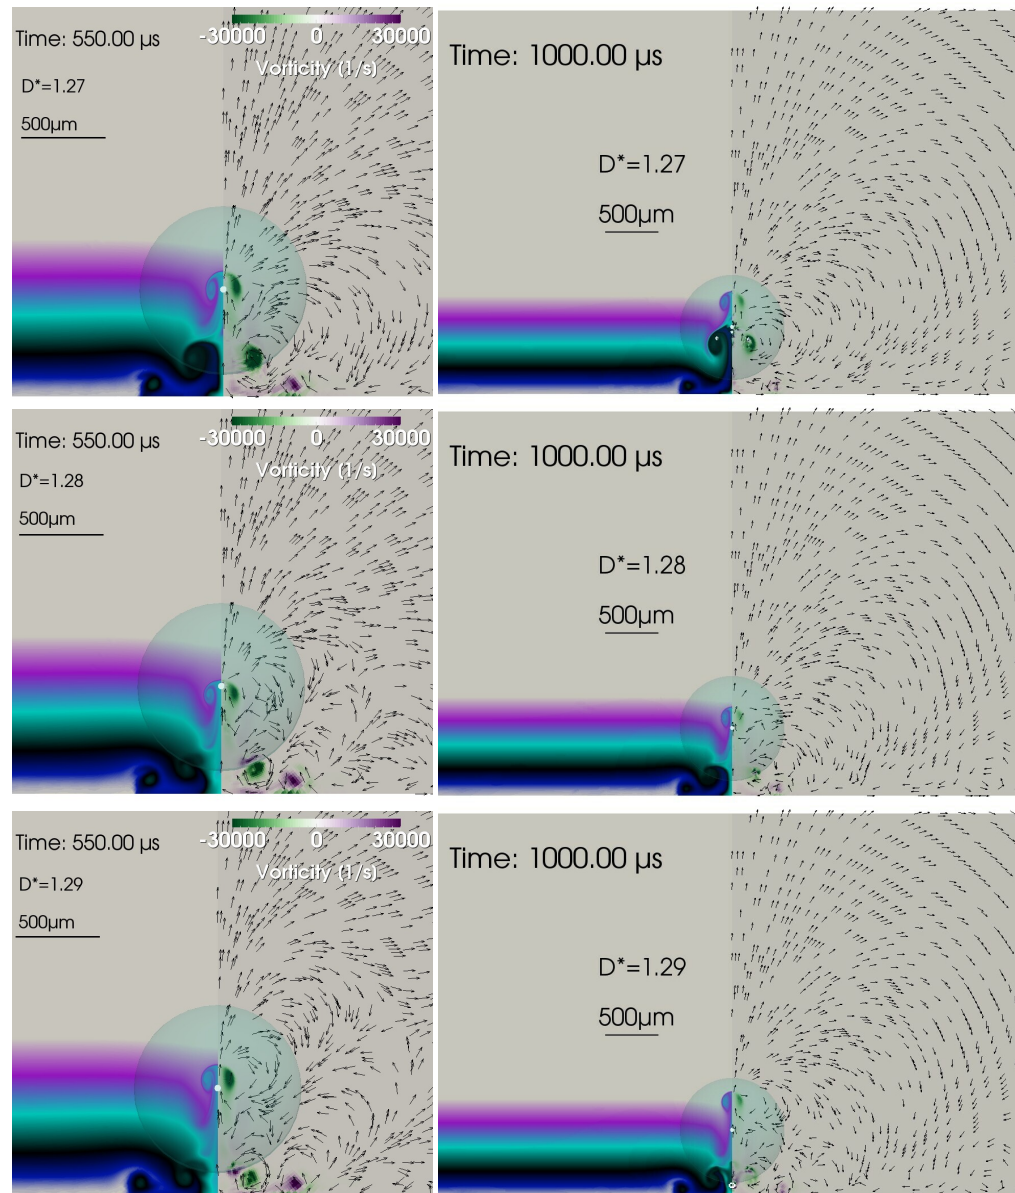 Time: 550.00 µs
-30000 0 30000
Vorticity (1/s)
D*=1.27
500µm
Time: 1000.00 µs
D*=1.27
500µm
Time: 550.00 µs
-30000 0 30000
Vorticity (1/s)
D*=1.28
500µm
Time: 1000.00 µs
D*=1.28
500µm
Time: 550.00 µs
-30000 0 30000
Vorticity (1/s)
D*=1.29
500µm
Time: 1000.00 µs
D*=1.29
500µm